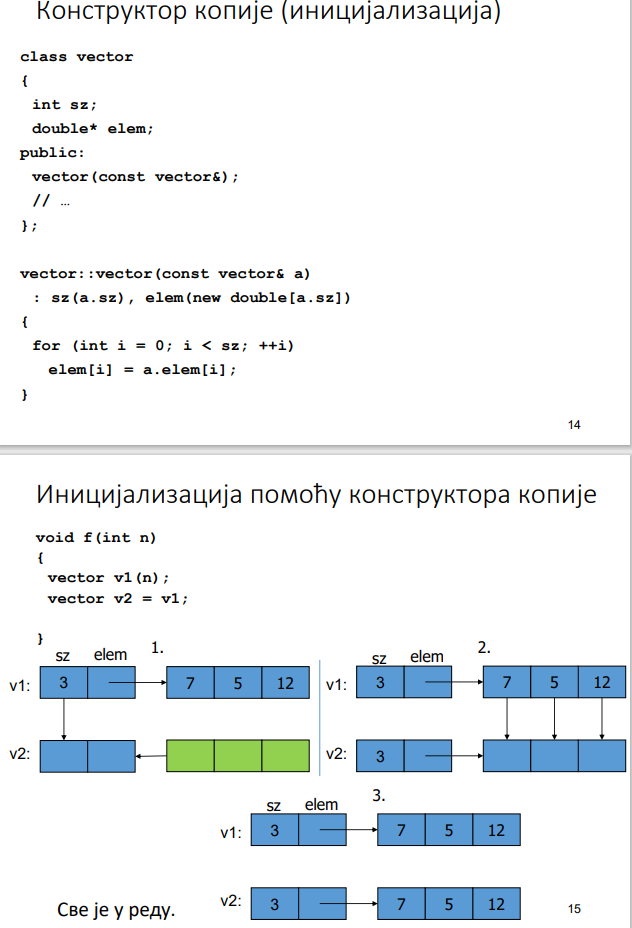 Конструктор копије (иницијализација)
class vector
{
int sz;
double* elem;
public:
vector(const vector&);
// …
};
vector::vector(const vector& a)
: sz(a.sz), elem(new double[a.sz])
{
for (int i = 0; i < sz; ++i)
elem[i] = a.elem[i];
}
14
Иницијализација помоћу конструктора копије
void f(int n)
{
vector v1(n);
vector v2 = v1;
}
sz elem 1.
v1: 3 7 5 12
v2:
sz elem 2.
v1: 3 7 5 12
v2: 3
sz elem 3.
v1: 3 7 5 12
v2: 3 7 5 12
Све је у реду.
15